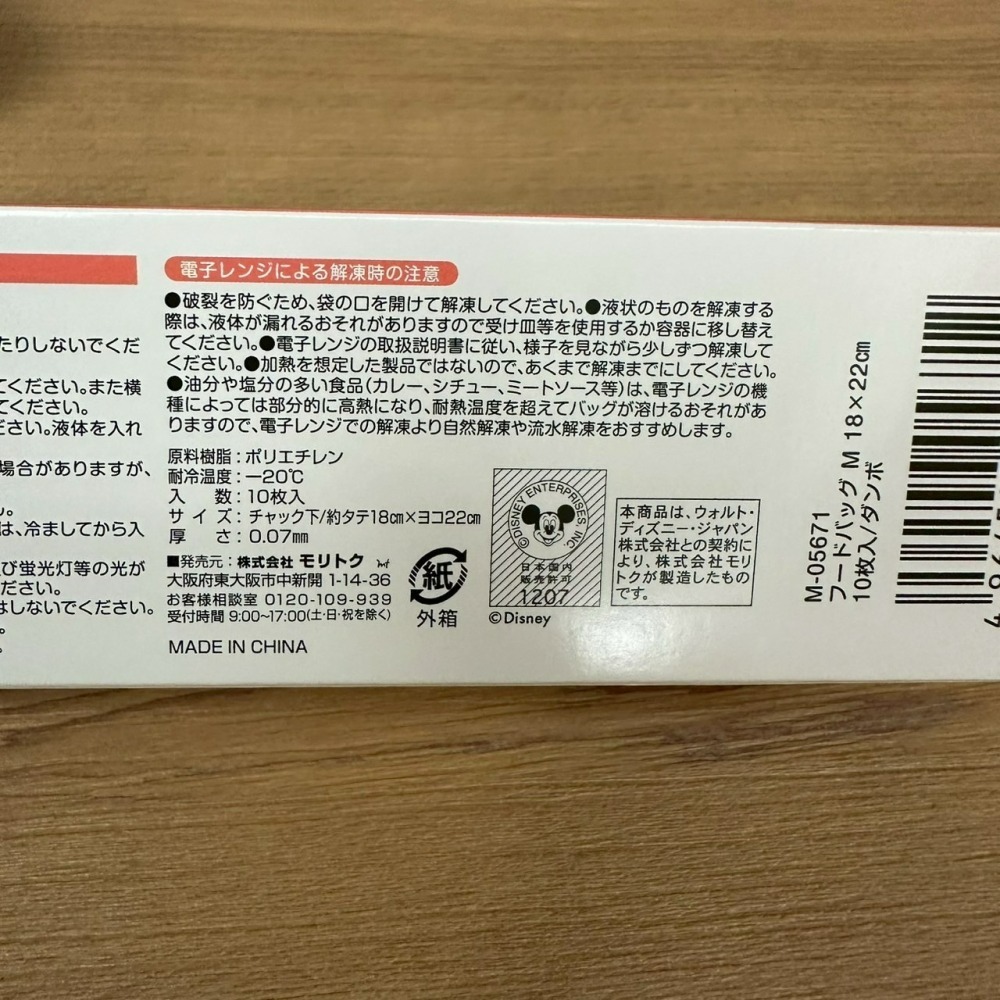 たりしないでくだ
てください。また横
てください。
ださい。液体を入れ
場合がありますが、
は、冷ましてから入
び蛍光灯等の光が
ください。
はしないでください。
電子レンジによる解凍時の注意
●破裂を防ぐため、袋の口を開けて解凍してください。●液状のものを解凍する
際は、液体が漏れるおそれがありますので受け皿等を使用するか容器に移し替え
てください。●電子レンジの取扱説明書に従い、様子を見ながら少しずつ解凍して
ください。●加熱を想定した製品ではないので、あくまで解凍までにしてください。
●油分や塩分の多い食品(カレー、シチュー、ミートソース等)は、電子レンジの機
種によっては部分的に高熱になり、耐熱温度を超えてバッグが溶けるおそれがあ
りますので、電子レンジでの解凍より自然解凍や流水解凍をおすすめします。
原料樹脂:ポリエチレン
耐冷温度:−20℃
入 数:10枚入
サイズ:チャック下/約タテ18㎝×ヨコ22㎝
厚 さ:0.07㎜
■発売元:株式会社 モリトク
大阪府東大阪市中新開 1-14-36
お客様相談室 0120-109-939
受付時間 9:00~17:00(土・日・祝を除く)
MADE IN CHINA
紙
外箱
©DISNEY ENTERPRISES, INC.
日本国内
販売許可
1207
©Disney
本商品は、ウォルト・
ディズニー・ジャパン
株式会社との契約に
より、株式会社モリ
トクが製造したもの
です。
M-05671
フードバッグ M 18×22㎝
10枚入/ダンボ